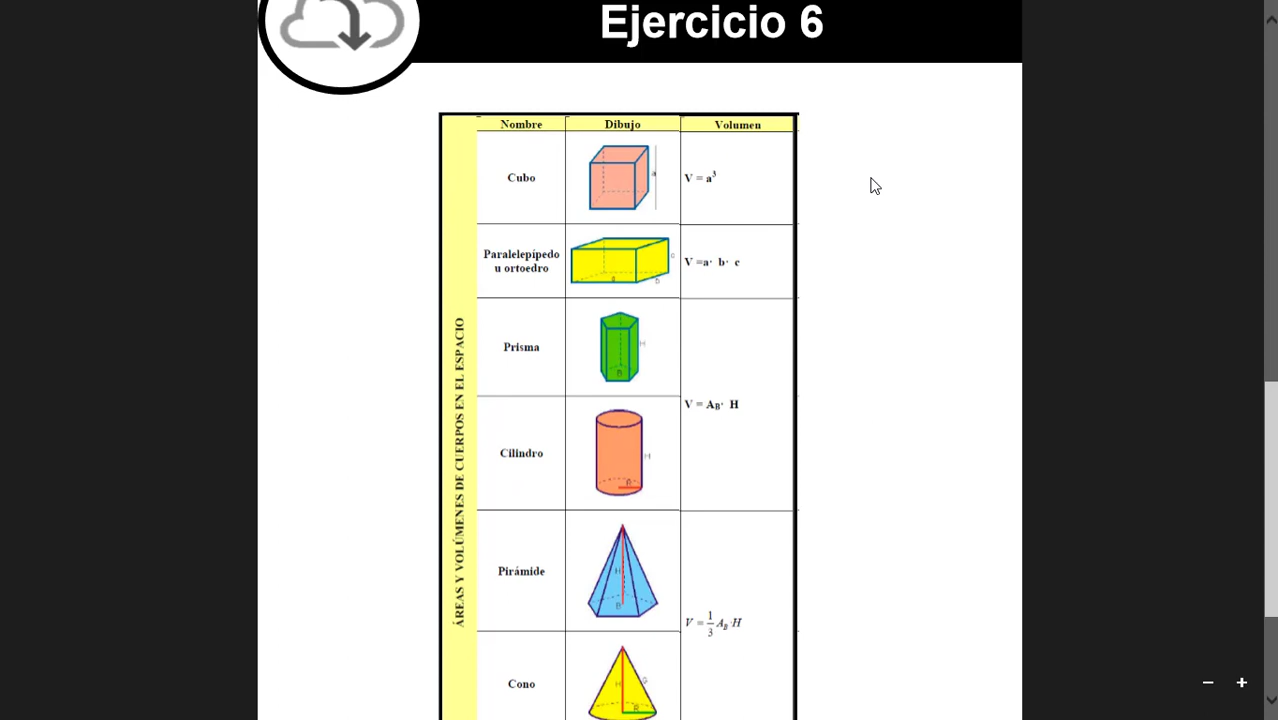 Ejercicio 6
Nombre Dibujo Volumen
Cubo
a
V = a³
Paralelepípedo
u ortoedro
a b c
V =a· b· c
Prisma
H
B
Cilindro
H
R
V = A_B· H
Pirámide
H
B
Cono
H G
R
V = 1/3 A_B·H
ÁREAS Y VOLÚMENES DE CUERPOS EN EL ESPACIO
− +